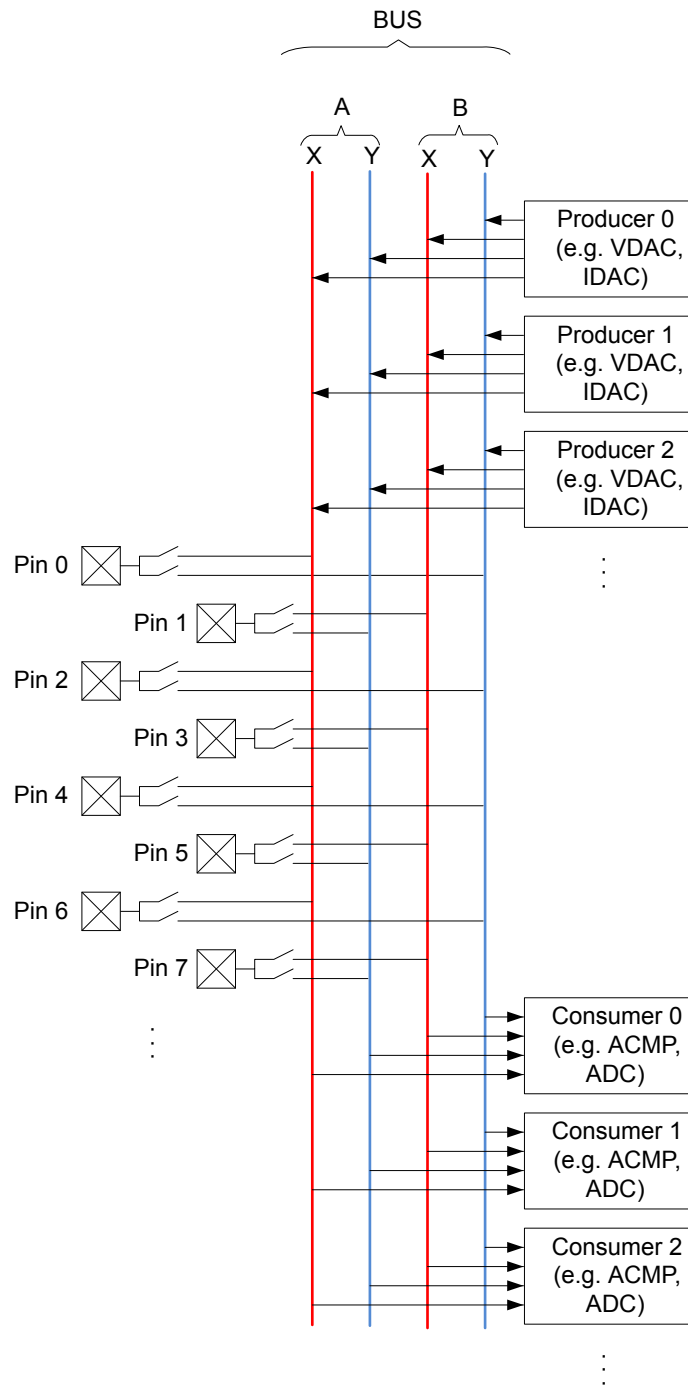 BUS
A
B
X
Y
X
Y
Producer 0
(e.g. VDAC,
IDAC)
Producer 1
(e.g. VDAC,
IDAC)
Producer 2
(e.g. VDAC,
IDAC)
Pin 0
Pin 1
Pin 2
Pin 3
Pin 4
Pin 5
Pin 6
Pin 7
Consumer 0
(e.g. ACMP,
ADC)
Consumer 1
(e.g. ACMP,
ADC)
Consumer 2
(e.g. ACMP,
ADC)